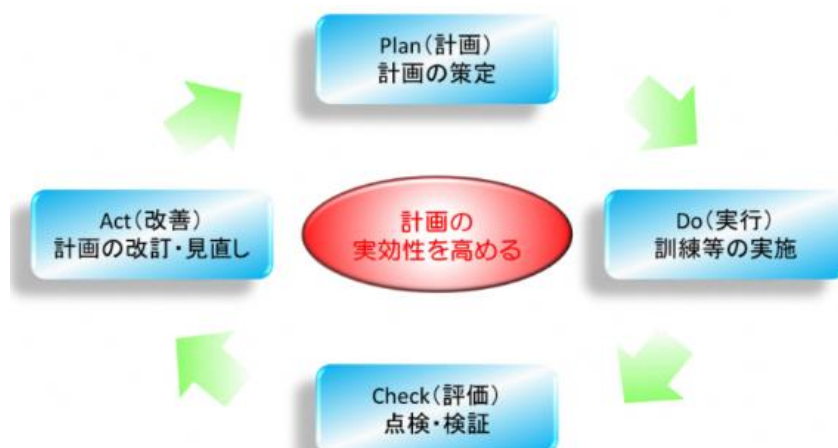 Plan(計画)
計画の策定
Act(改善)
計画の改訂・見直し
計画の
実効性を高める
Do(実行)
訓練等の実施
Check(評価)
点検・検証